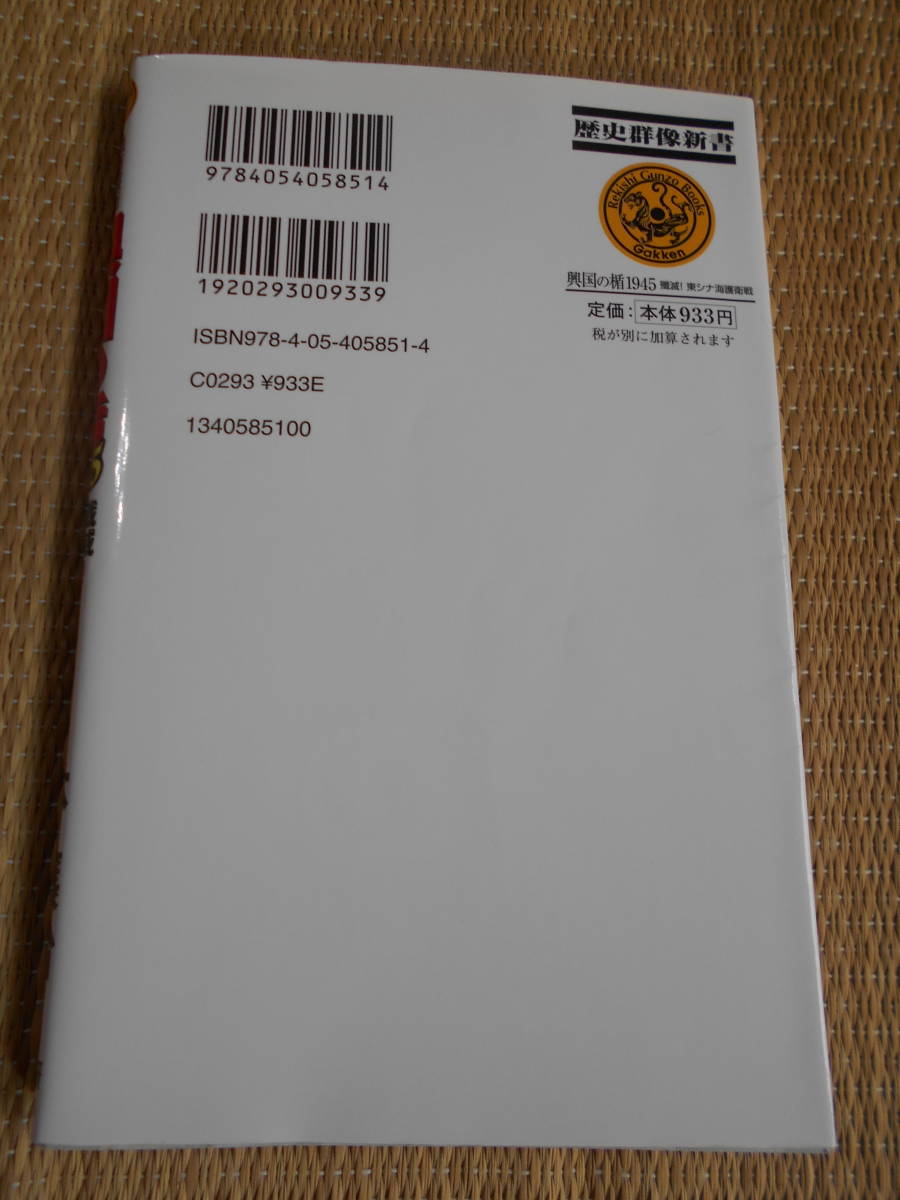 9784054058514
1920293009339
ISBN978-4-05-405851-4
C0293 ¥933E
1340585100
歴史群像新書
Rekishi Gunzo Books
Gakken
興国の楯1945 殲滅! 東シナ海護衛戦
定価:本体933円
税が別に加算されます